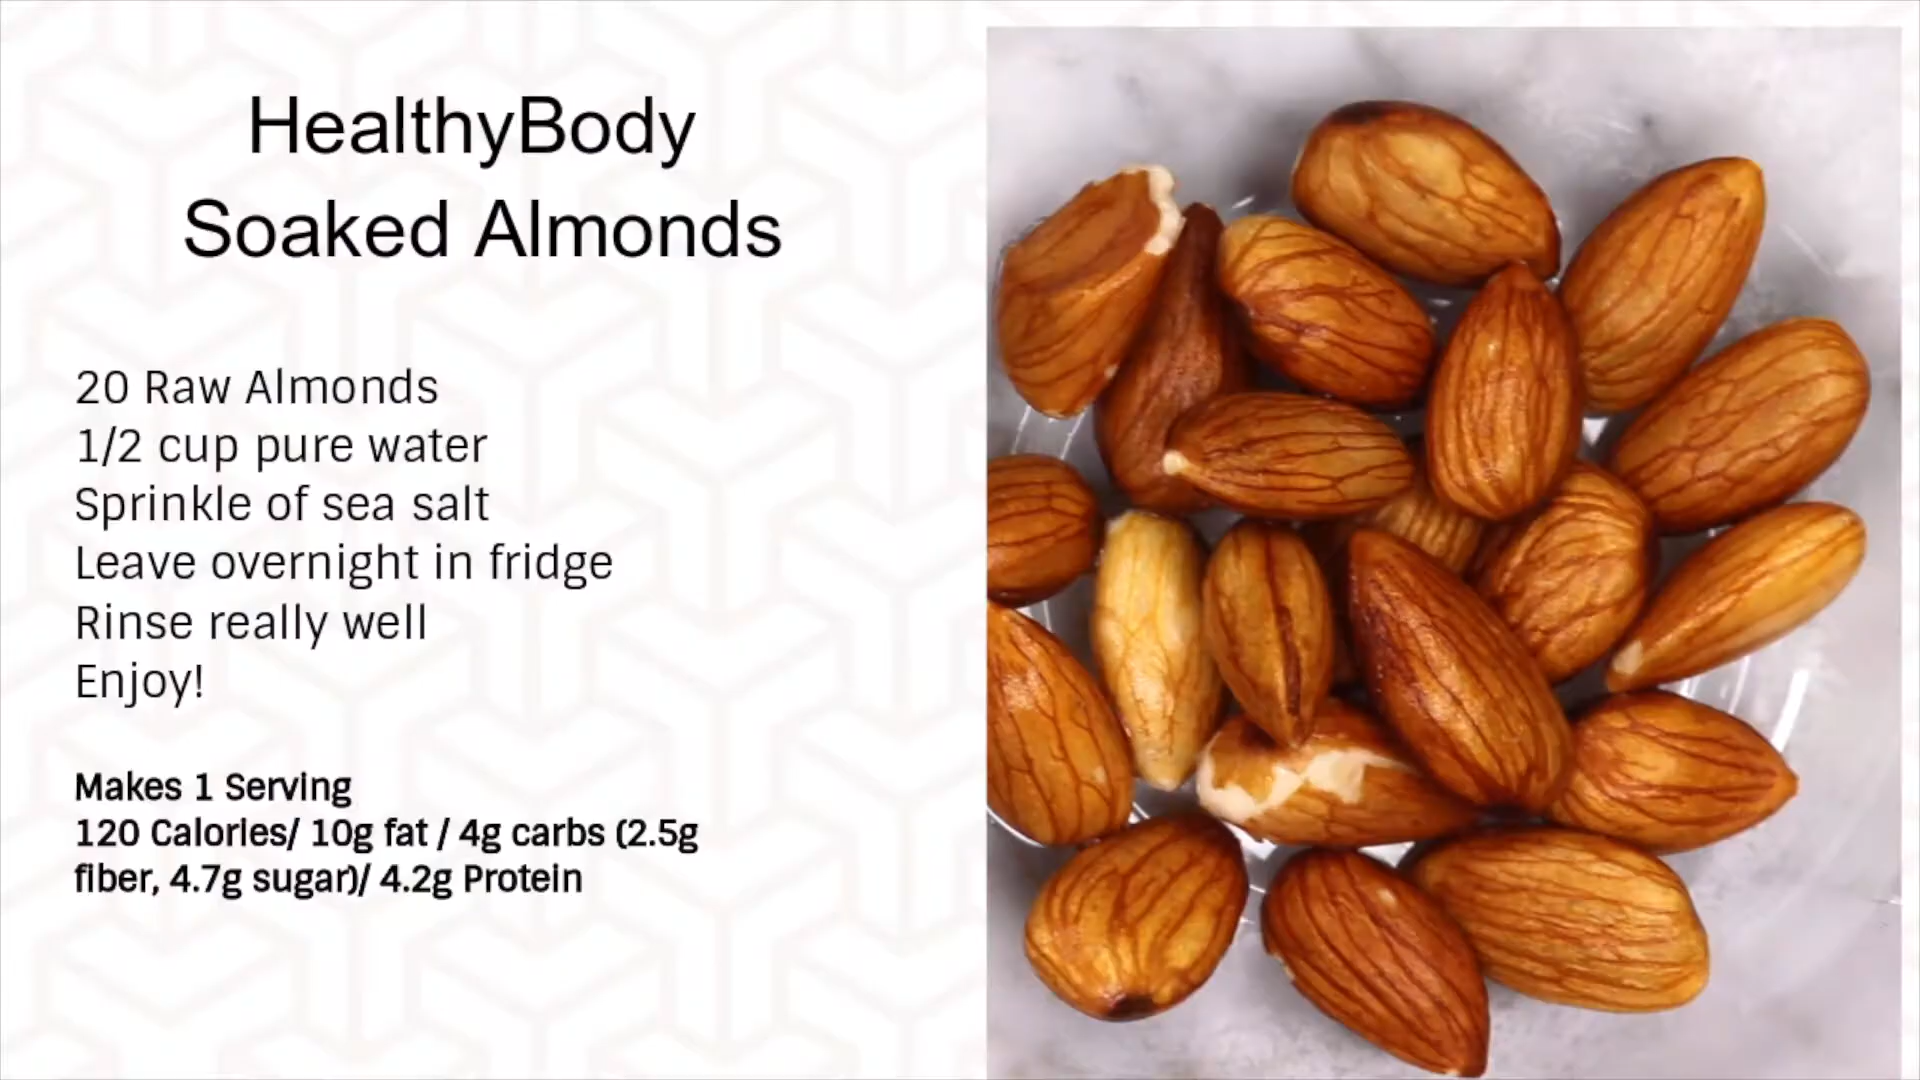 HealthyBody
Soaked Almonds
20 Raw Almonds
1/2 cup pure water
Sprinkle of sea salt
Leave overnight in fridge
Rinse really well
Enjoy!
Makes 1 Serving
120 Calories/ 10g fat / 4g carbs (2.5g
fiber, 4.7g sugar)/ 4.2g Protein